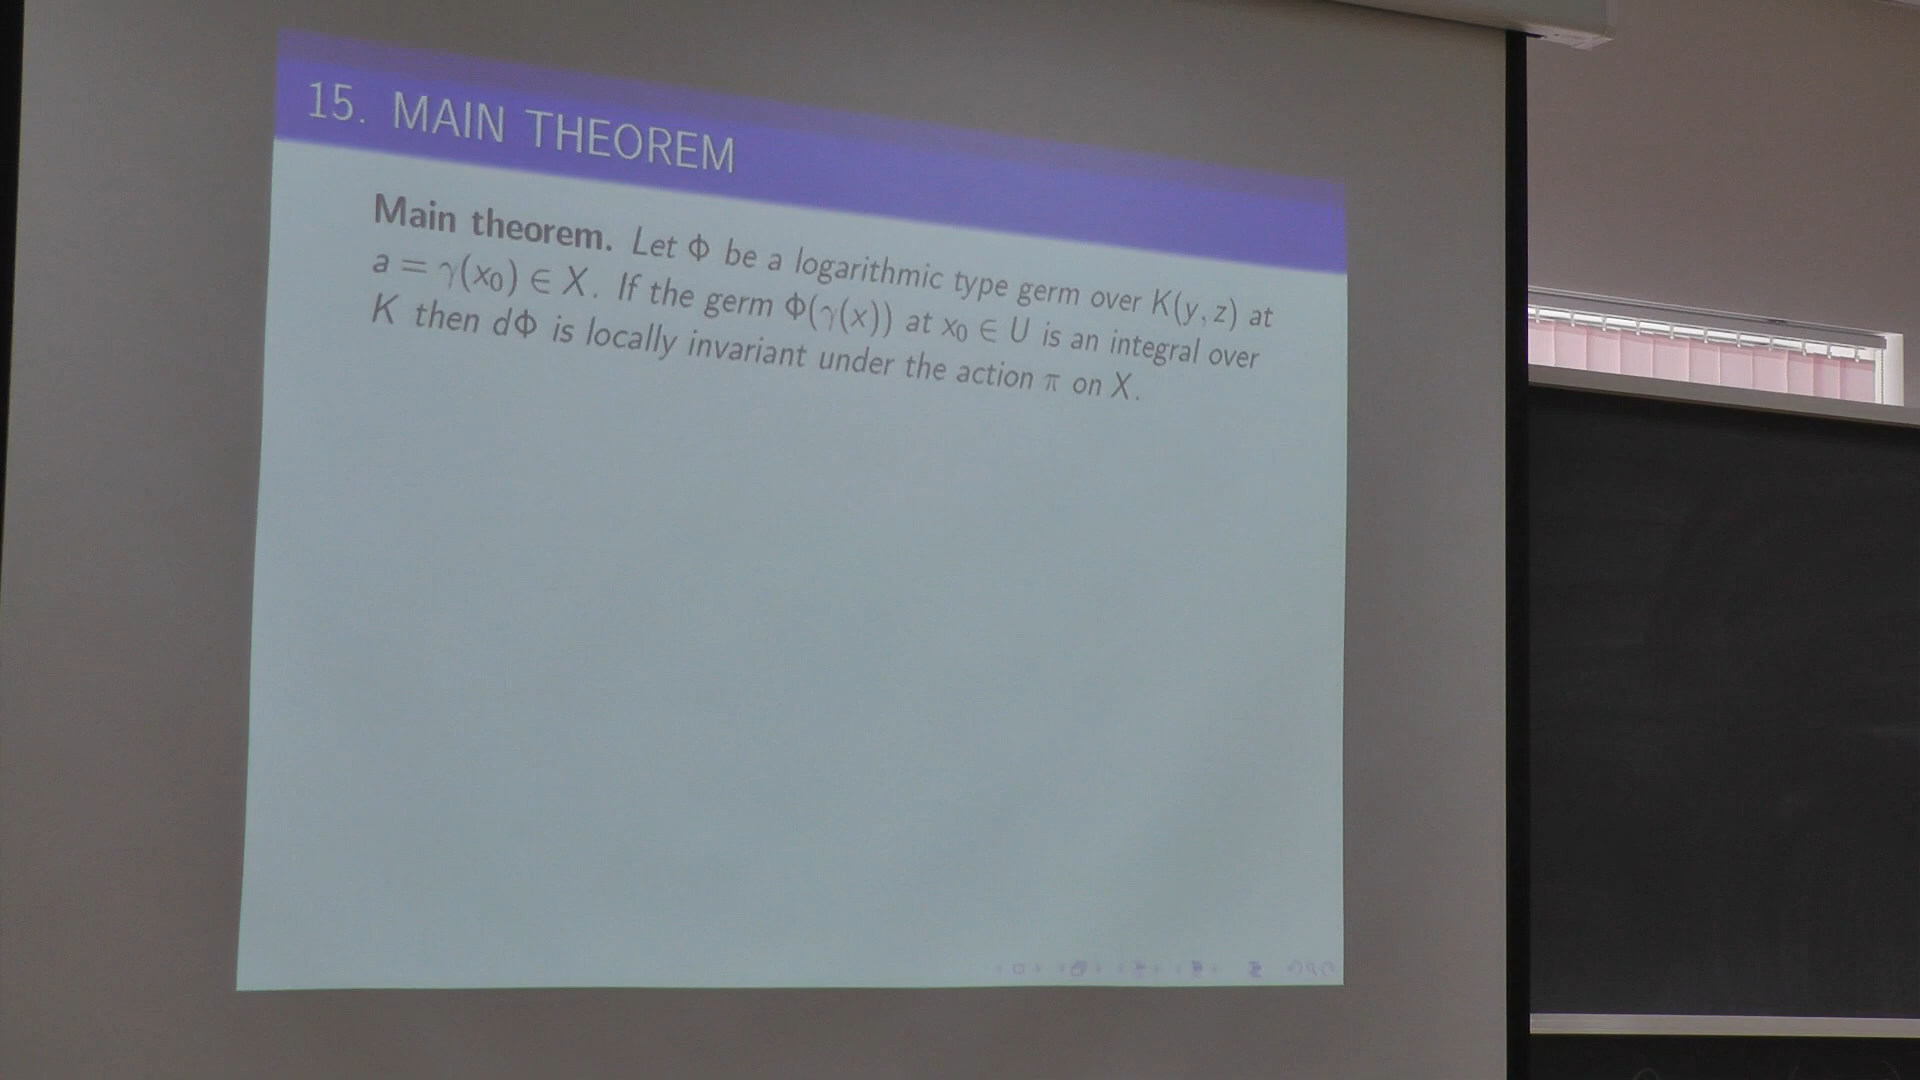 15. MAIN THEOREM
Main theorem. Let Φ be a logarithmic type germ over K(y, z) at
a = γ(x₀) ∈ X. If the germ Φ(γ(x)) at x₀ ∈ U is an integral over
K then dΦ is locally invariant under the action π on X.